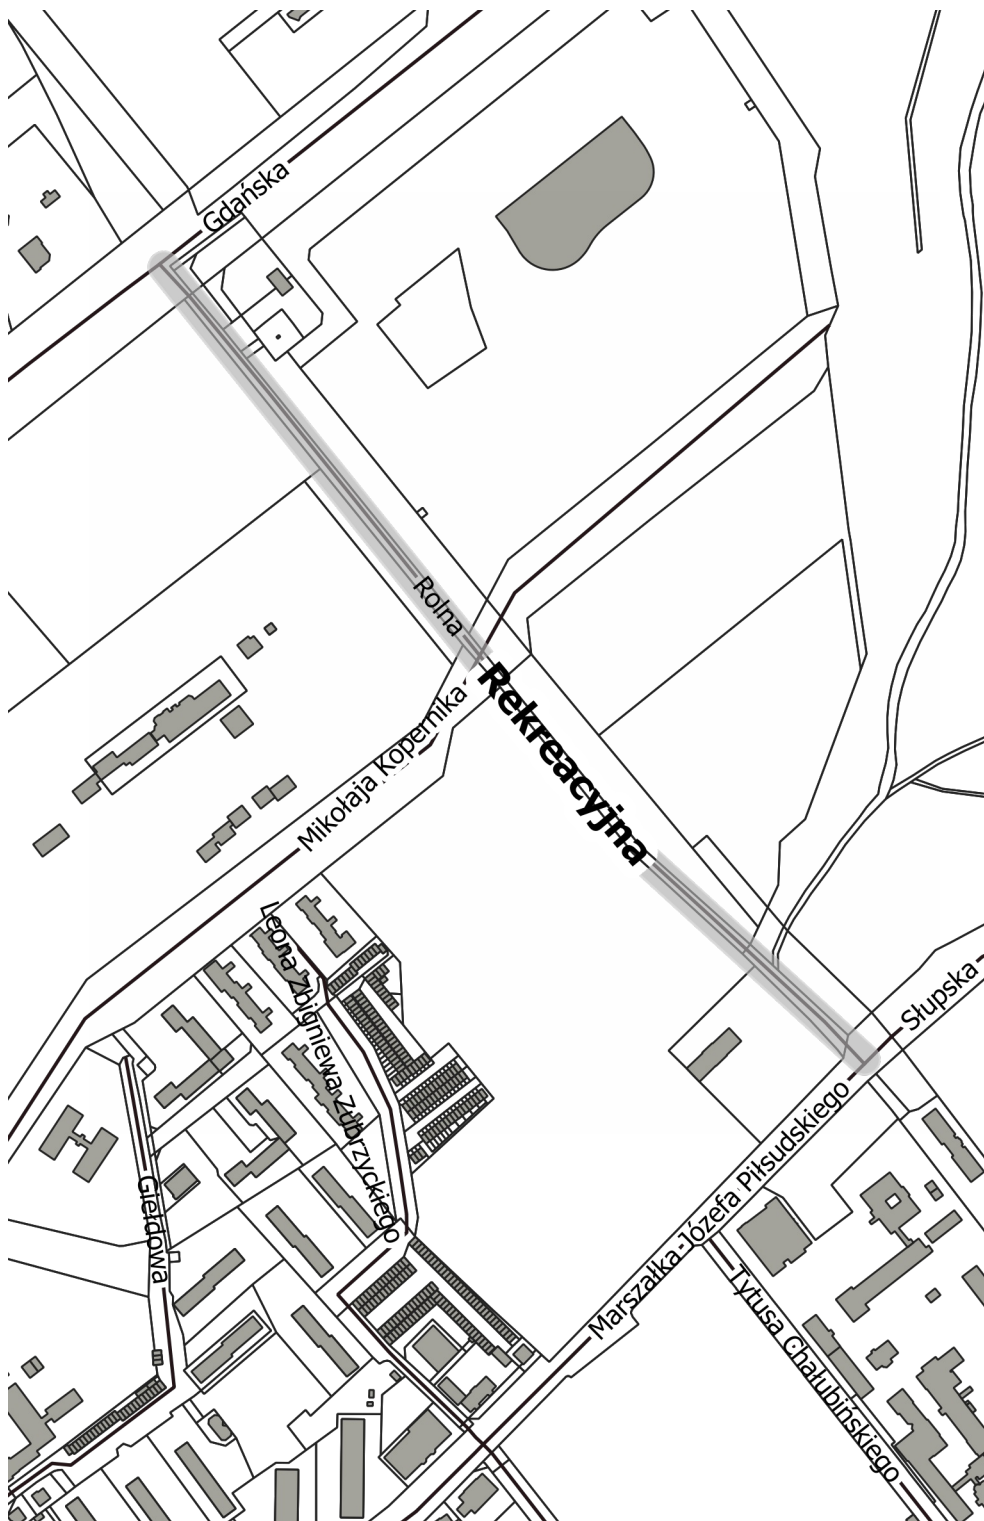 Gdańska
Rolna
Rekreacyjna
Mikołaja Kopernika
Leona Zbigniewa Zubrzyckiego
Słupska
Giełdowa
Marszałka Józefa Piłsudskiego
Tytusa Chałubińskiego